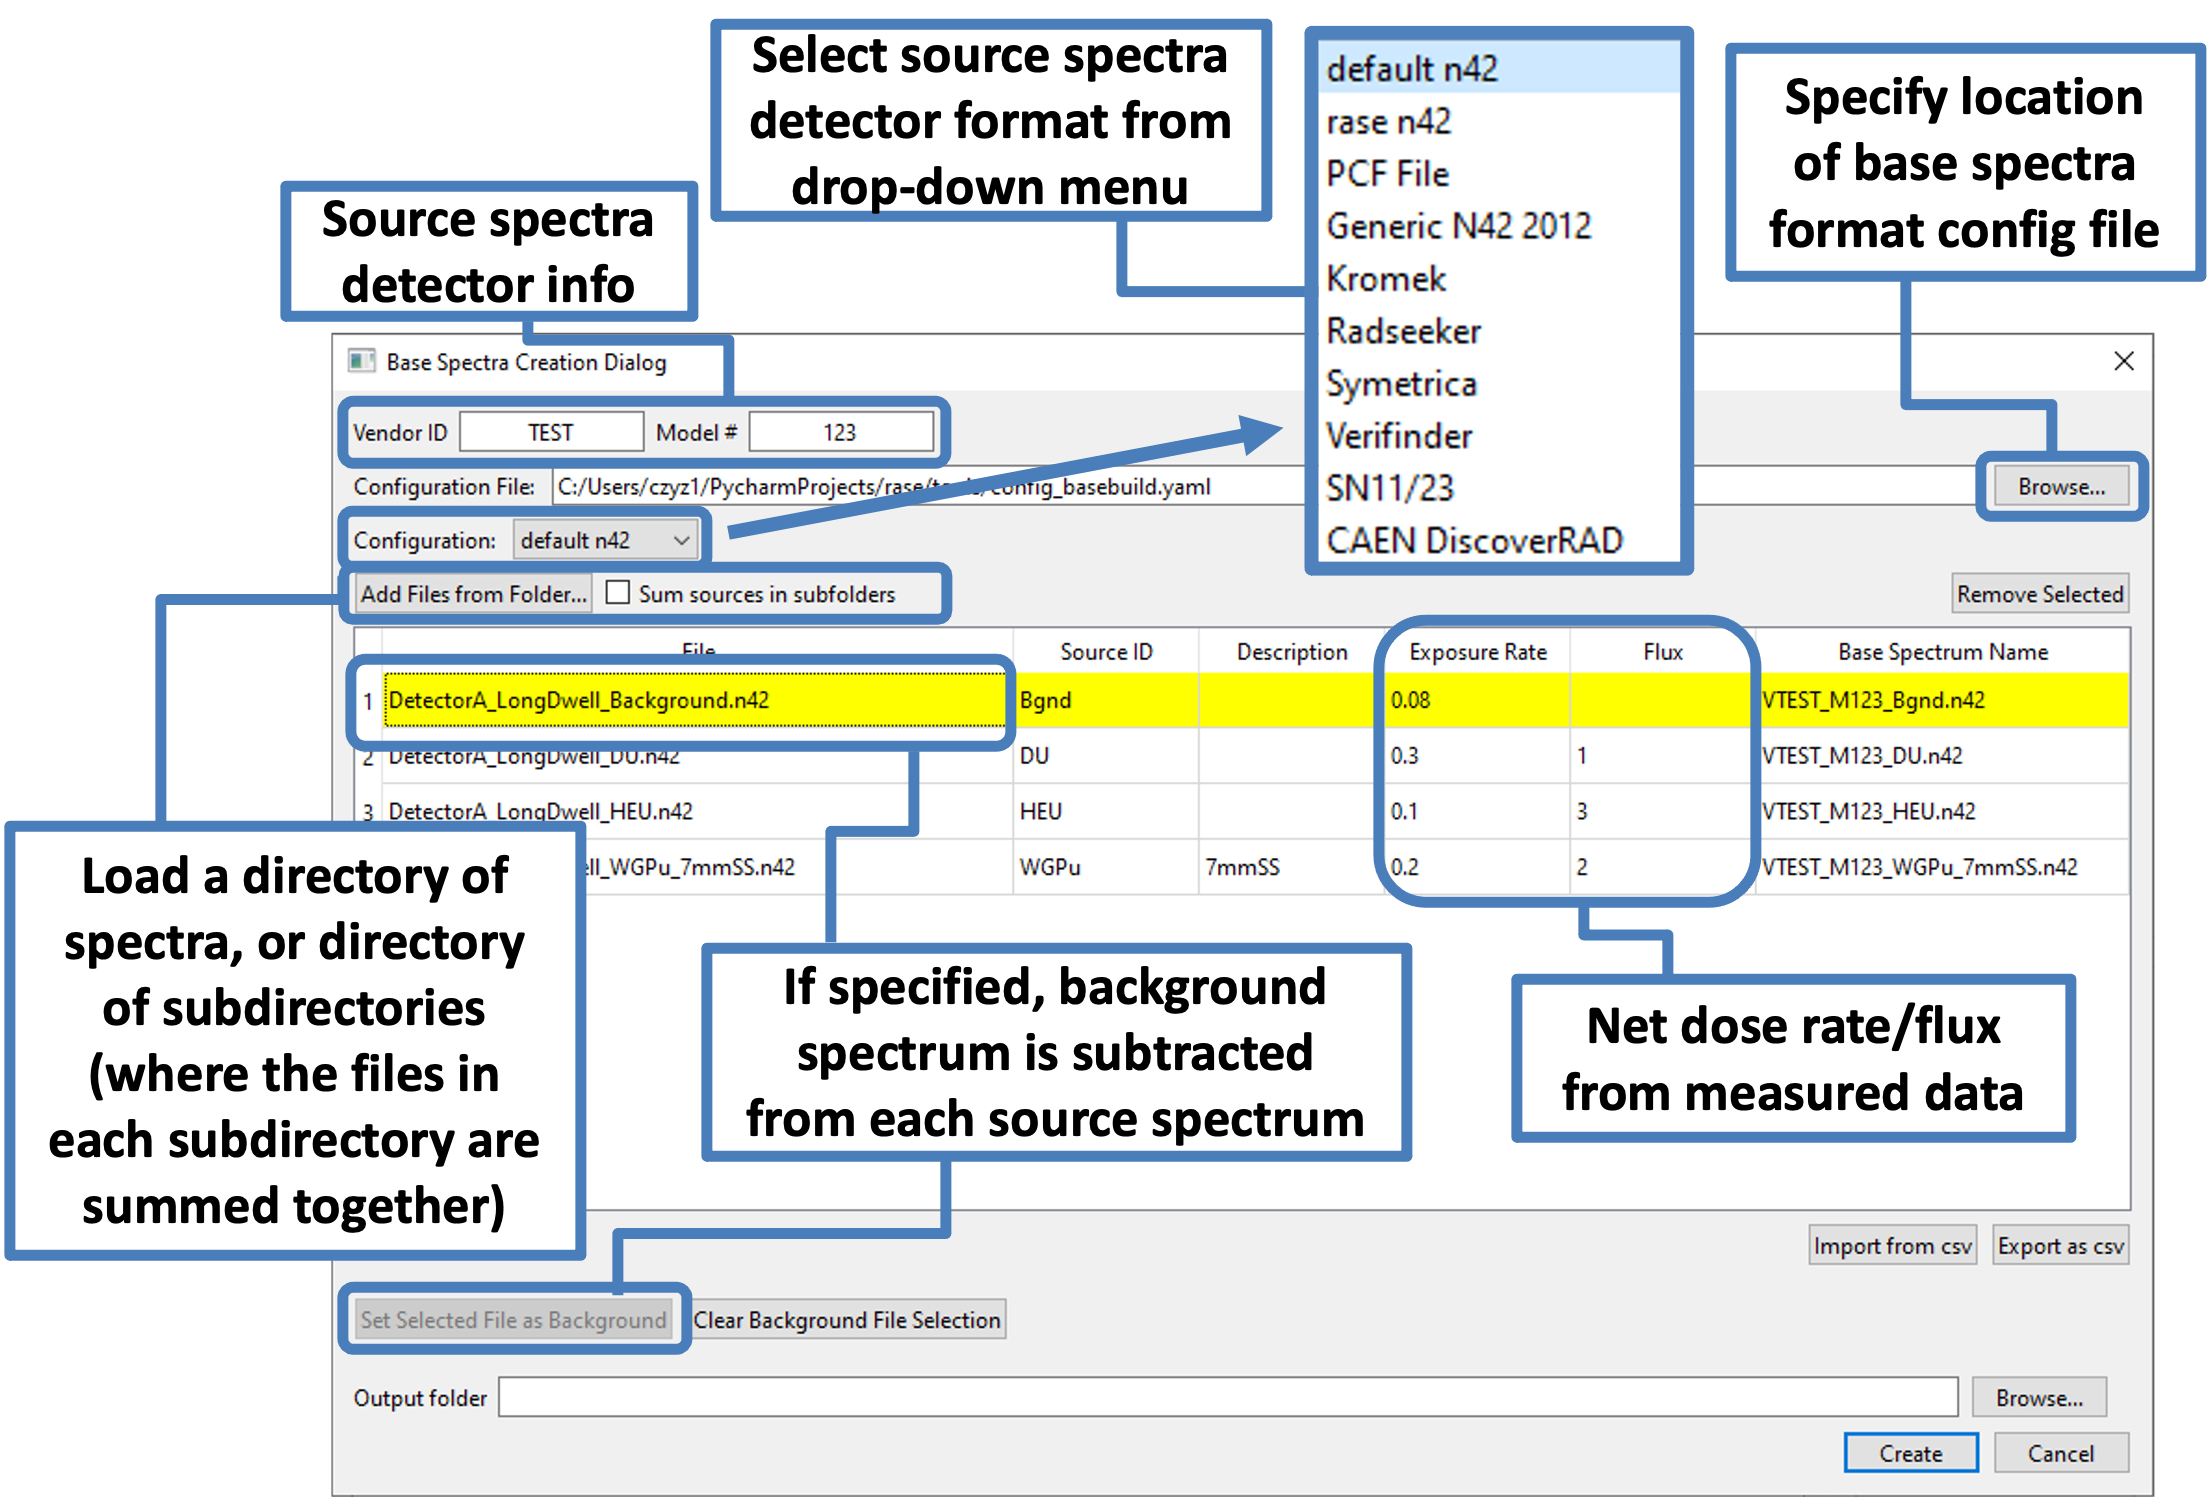 Select source spectra
detector format from
drop-down menu
default n42
rase n42
PCF File
Generic N42 2012
Kromek
Radseeker
Symetrica
Verifinder
SN11/23
CAEN DiscoverRAD
Specify location
of base spectra
format config file
Source spectra
detector info
Base Spectra Creation Dialog
Vendor ID TEST Model # 123
Configuration File: C:/Users/czyz1/PycharmProjects/rase/tools/config_basebuild.yaml Browse...
Configuration: default n42
Add Files from Folder... Sum sources in subfolders Remove Selected
File Source ID Description Exposure Rate Flux Base Spectrum Name
1 DetectorA_LongDwell_Background.n42 Bgnd 0.08 VTEST_M123_Bgnd.n42
2 DetectorA_LongDwell_DU.n42 DU 0.3 1 VTEST_M123_DU.n42
3 DetectorA_LongDwell_HEU.n42 HEU 0.1 3 VTEST_M123_HEU.n42
ell_WGPu_7mmSS.n42 WGPu 7mmSS 0.2 2 VTEST_M123_WGPu_7mmSS.n42
Load a directory of
spectra, or directory
of subdirectories
(where the files in
each subdirectory are
summed together)
If specified, background
spectrum is subtracted
from each source spectrum
Net dose rate/flux
from measured data
Import from csv Export as csv
Set Selected File as Background Clear Background File Selection
Output folder Browse...
Create Cancel